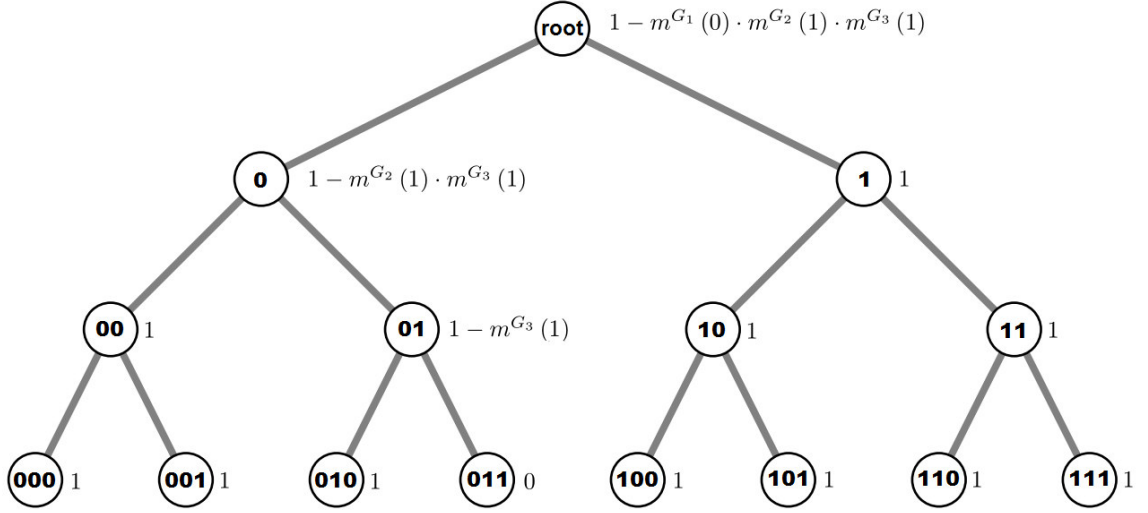 root 1 − m^{G_1} (0) · m^{G_2} (1) · m^{G_3} (1)
0 1 − m^{G_2} (1) · m^{G_3} (1) 1 1
00 1 01 1 − m^{G_3} (1) 10 1 11 1
000 1 001 1 010 1 011 0 100 1 101 1 110 1 111 1